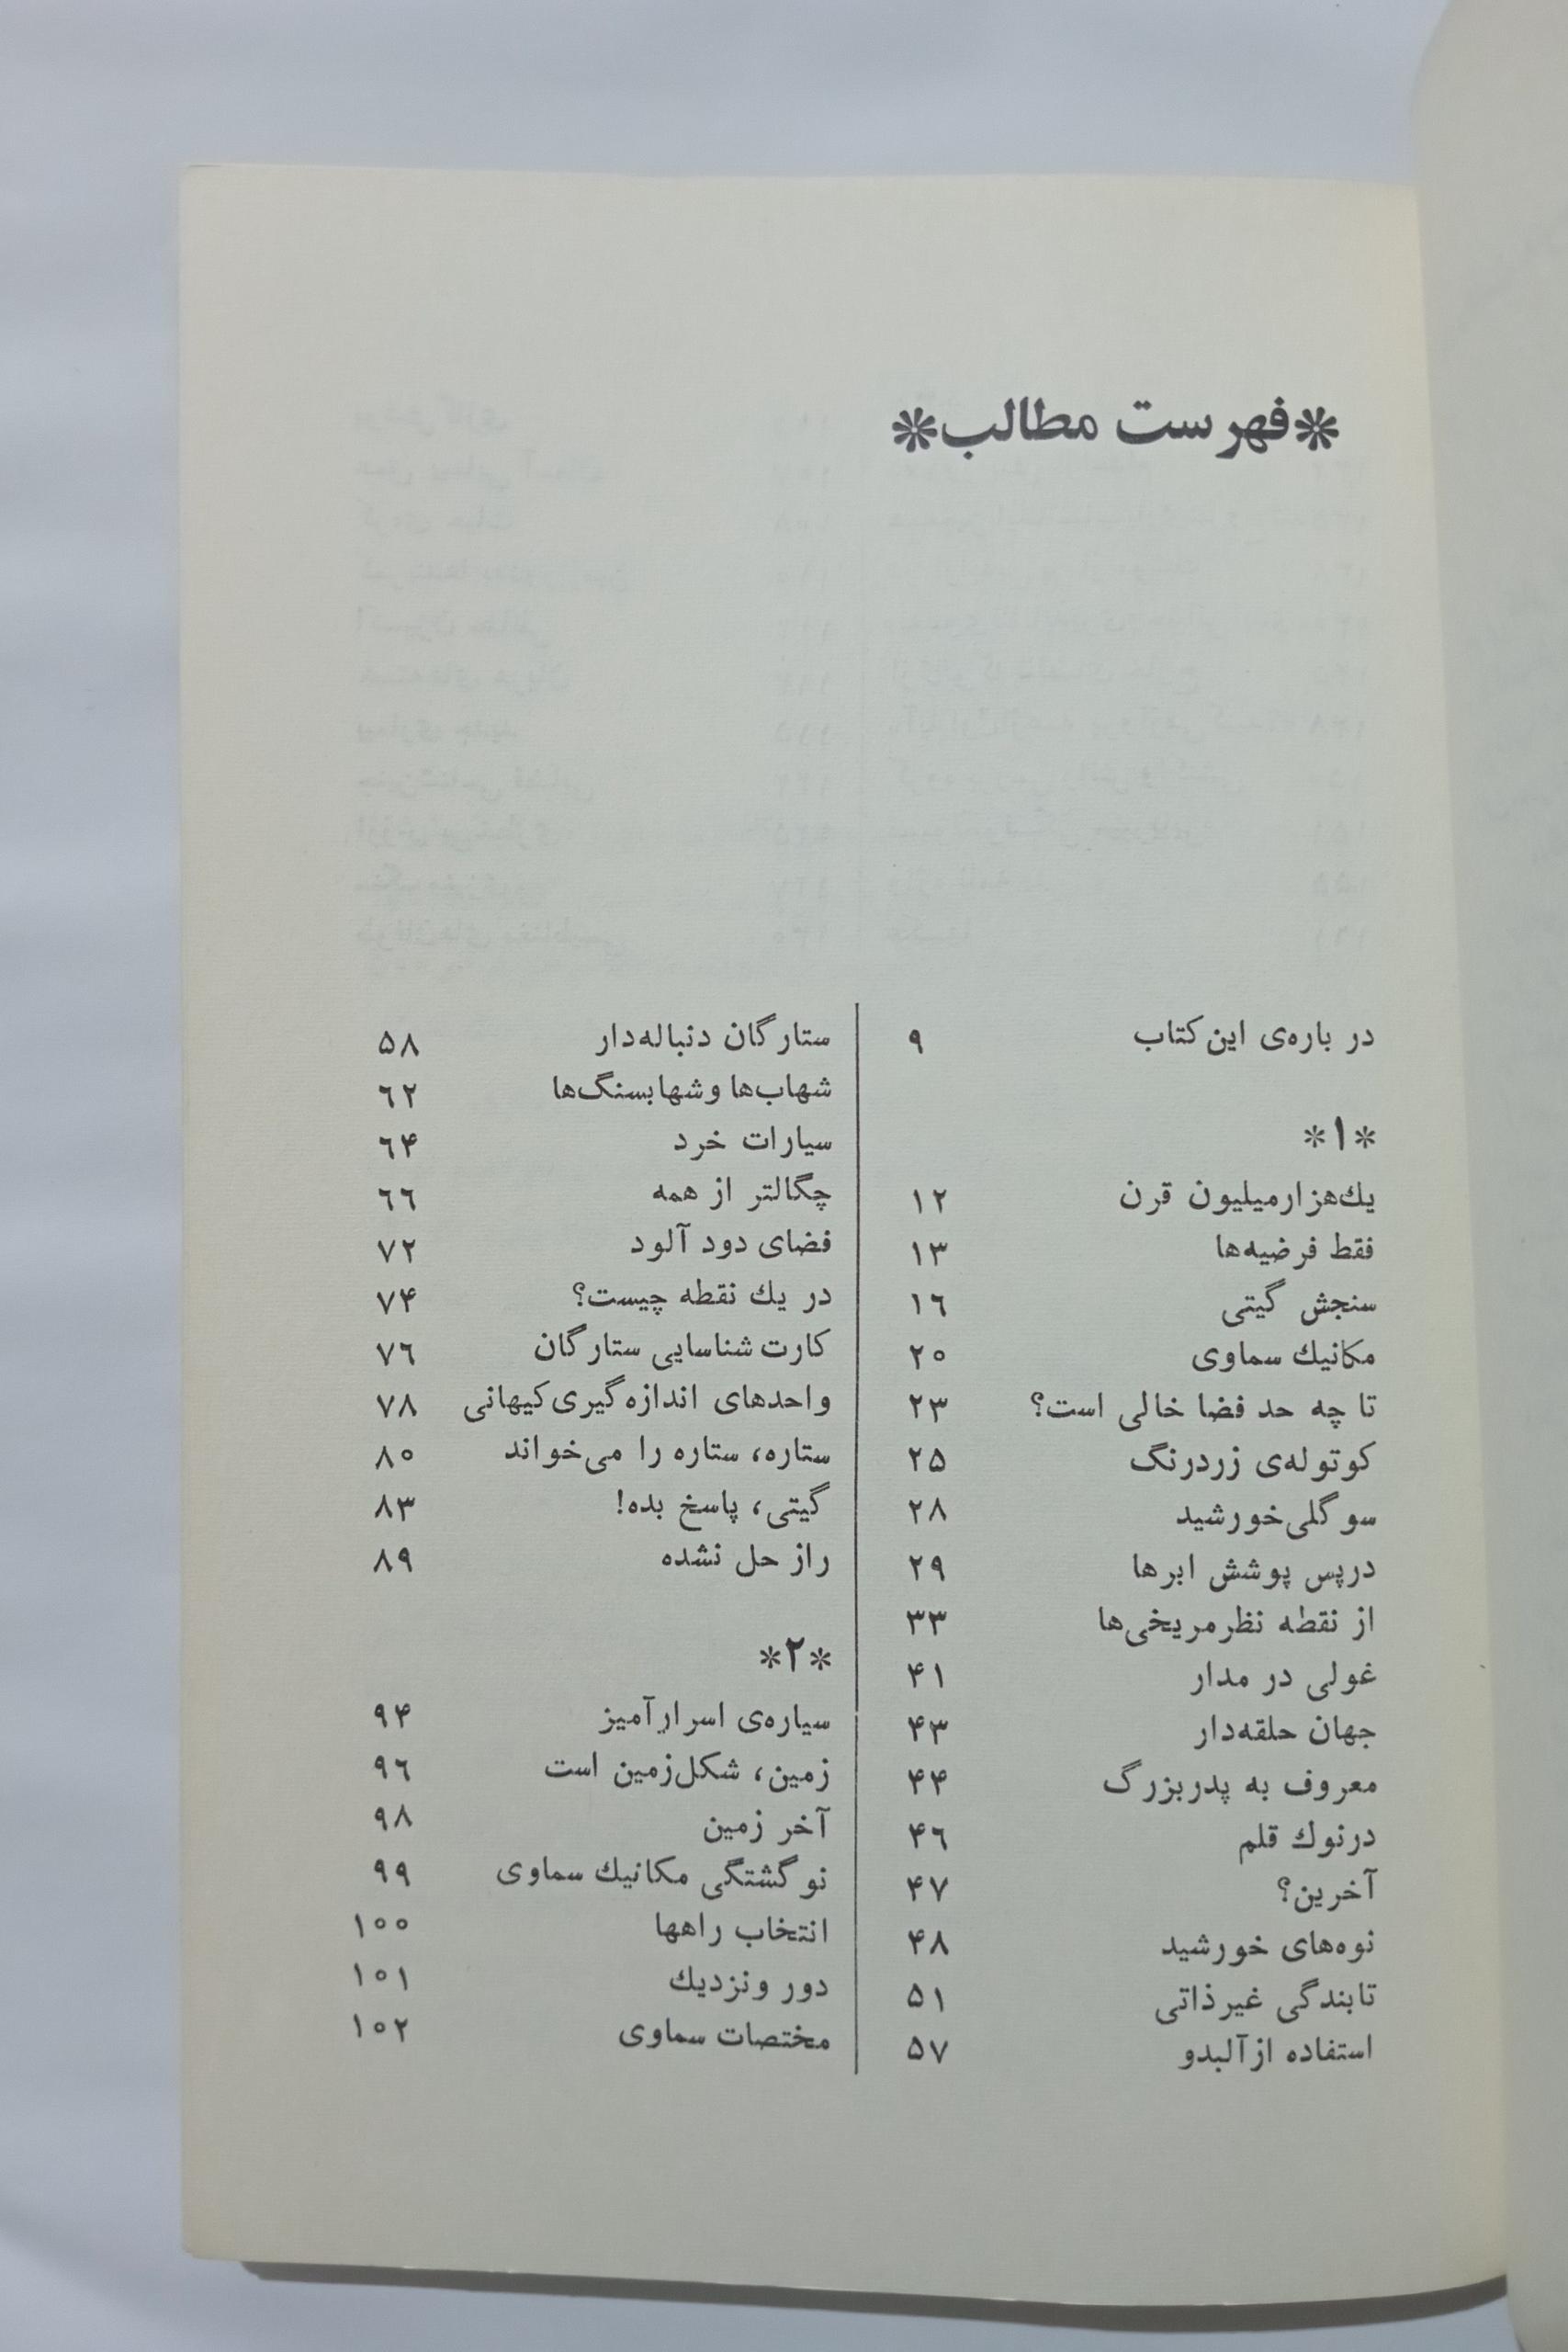 *فهرست مطالب*
در باره‌ی این کتاب ۹
*۱*
یك‌هزارمیلیون قرن ۱۲
فقط فرضیه‌ها ۱۳
سنجش گیتی ۱۶
مکانیك سماوی ۲۰
تا چه حد فضا خالی است؟ ۲۳
کوتوله‌ی زردرنگ ۲۵
سوگلی خورشید ۲۸
درپس پوشش ابرها ۲۹
از نقطه نظر مریخی‌ها ۳۳
غولی در مدار ۴۱
جهان حلقه‌دار ۴۳
معروف به پدربزرگ ۴۴
درنوك قلم ۴۶
آخرین؟ ۴۷
نوه‌های خورشید ۴۸
تابندگی غیرذاتی ۵۱
استفاده از آلبدو ۵۷
ستارگان دنباله‌دار ۵۸
شهاب‌ها و شهابسنگ‌ها ۶۲
سیارات خرد ۶۴
چگالتر از همه ۶۶
فضای دود آلود ۷۲
در یك نقطه چیست؟ ۷۴
کارت شناسایی ستارگان ۷۶
واحدهای اندازه‌گیری کیهانی ۷۸
ستاره، ستاره را می‌خواند ۸۰
گیتی، پاسخ بده! ۸۳
راز حل نشده ۸۹
*۲*
سیاره‌ی اسرارآمیز ۹۴
زمین، شکل زمین است ۹۶
آخر زمین ۹۸
نوگشتگی مکانیك سماوی ۹۹
انتخاب راهها ۱۰۰
دور ونزدیك ۱۰۱
مختصات سماوی ۱۰۲